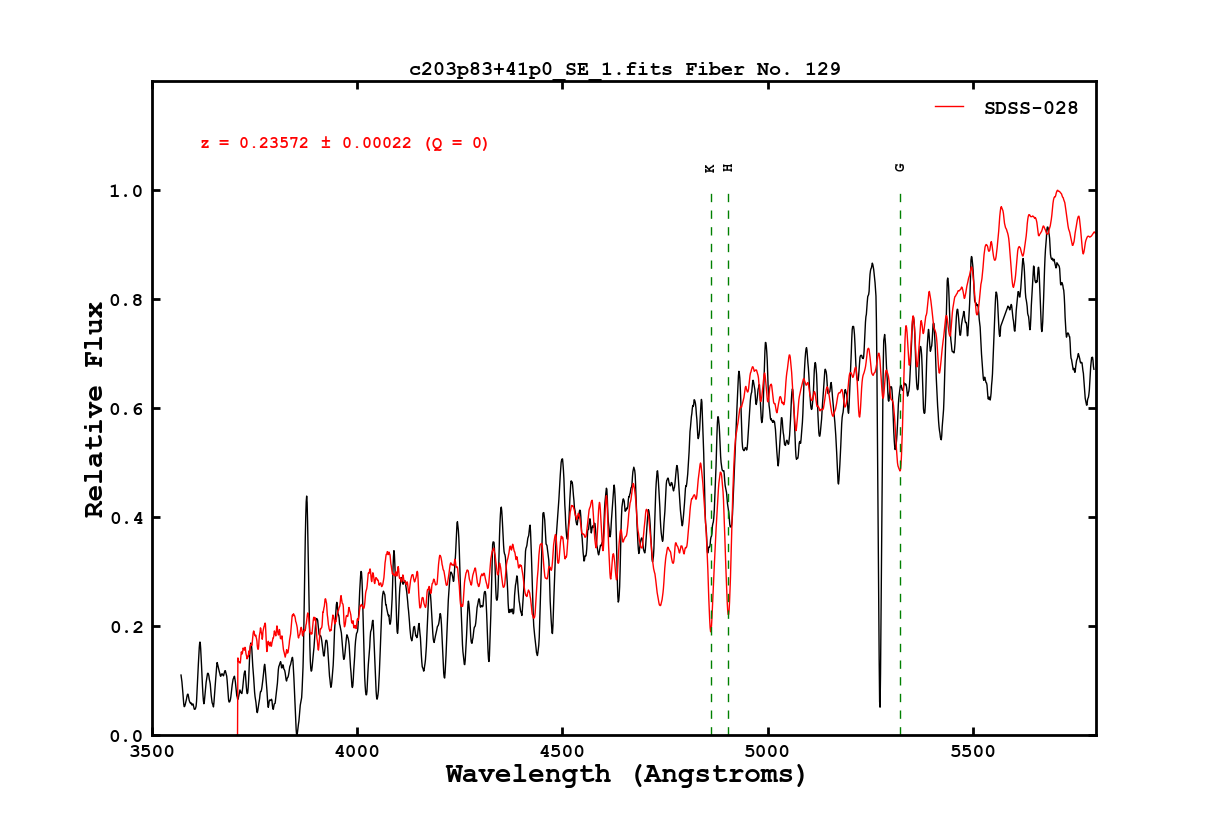 c203p83+41p0_SE_1.fits Fiber No. 129
SDSS-028
z = 0.23572 ± 0.00022 (Q = 0)
K H G
1.0
0.8
0.6
0.4
0.2
0.0
Relative Flux
3500 4000 4500 5000 5500
Wavelength (Angstroms)